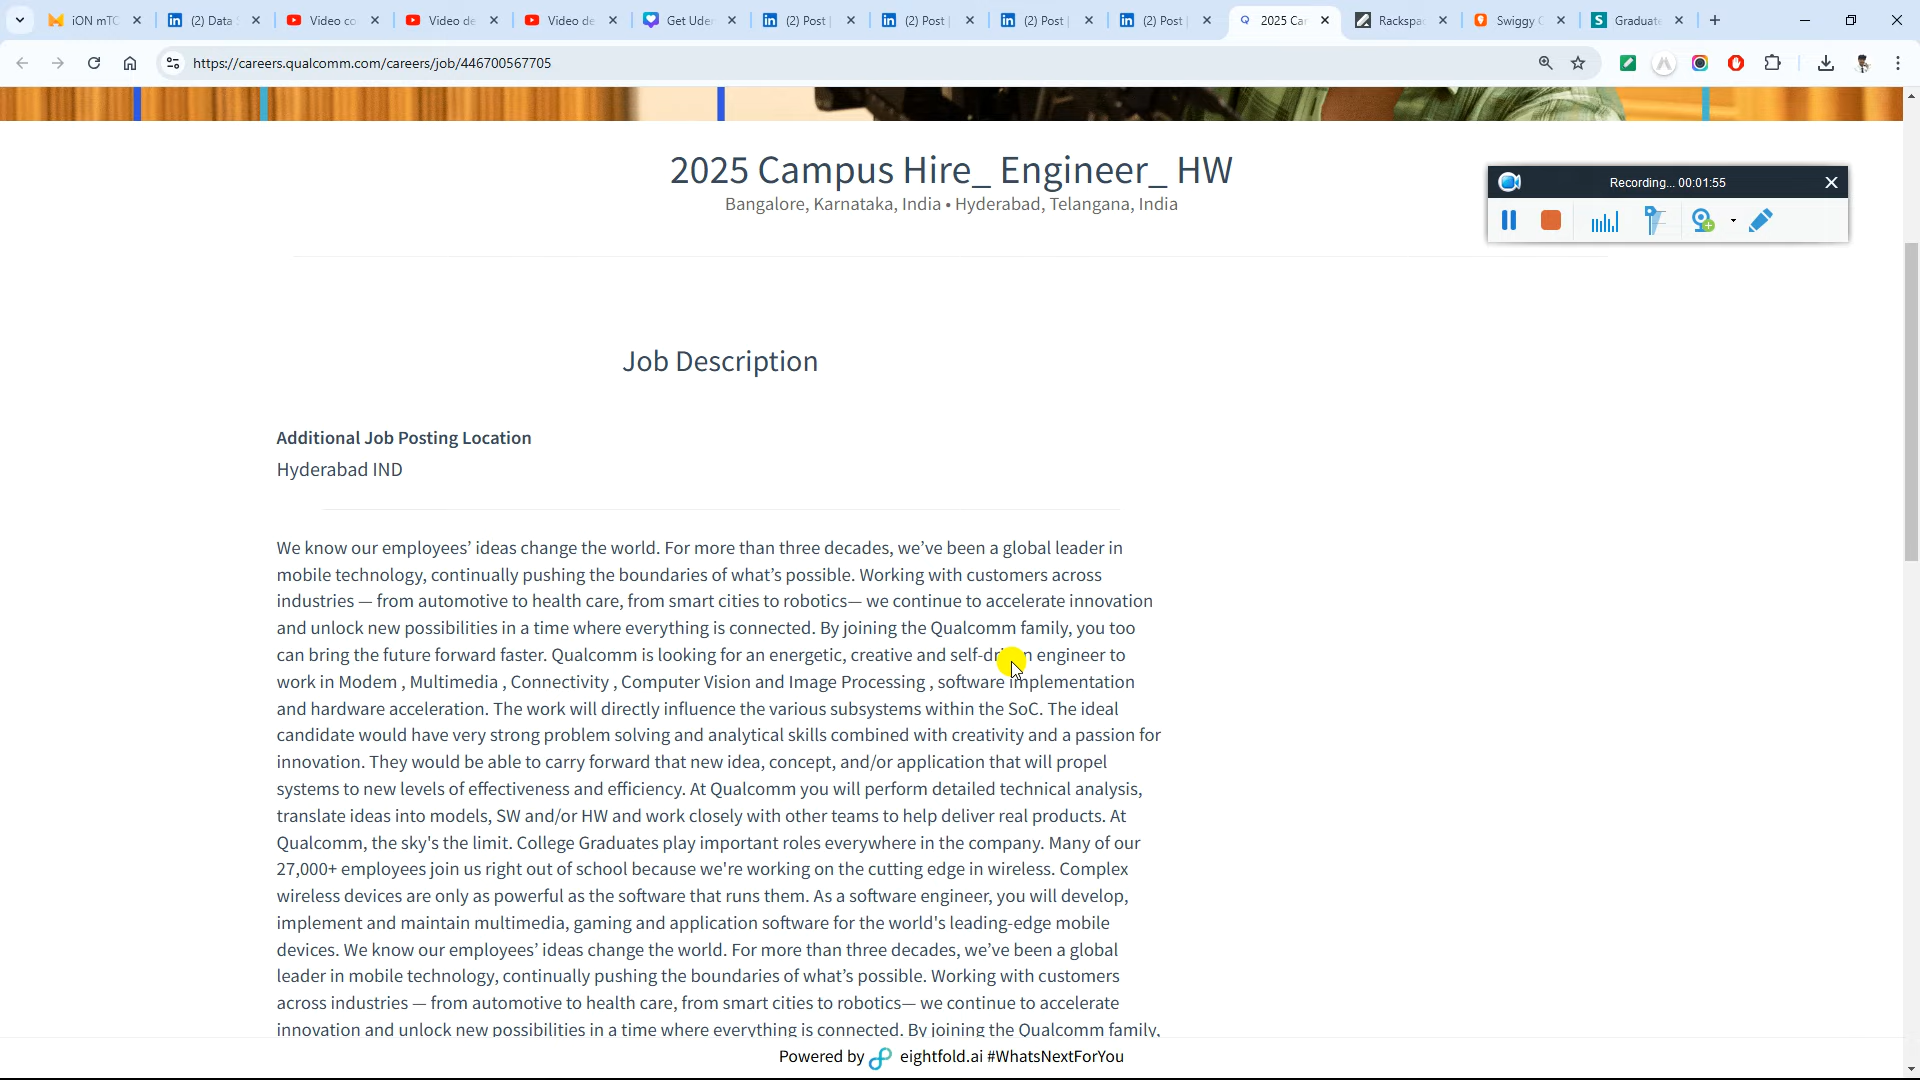 iON mTC
(2) Data
Video co
Video de
Video de
Get Uder
(2) Post
(2) Post
(2) Post
(2) Post
2025 Ca
Rackspa
Swiggy
Graduate
https://careers.qualcomm.com/careers/job/446700567705
Recording... 00:01:55
2025 Campus Hire_ Engineer_ HW
Bangalore, Karnataka, India • Hyderabad, Telangana, India
Job Description
Additional Job Posting Location
Hyderabad IND
We know our employees’ ideas change the world. For more than three decades, we’ve been a global leader in
mobile technology, continually pushing the boundaries of what’s possible. Working with customers across
industries — from automotive to health care, from smart cities to robotics— we continue to accelerate innovation
and unlock new possibilities in a time where everything is connected. By joining the Qualcomm family, you too
can bring the future forward faster. Qualcomm is looking for an energetic, creative and self-driven engineer to
work in Modem , Multimedia , Connectivity , Computer Vision and Image Processing , software implementation
and hardware acceleration. The work will directly influence the various subsystems within the SoC. The ideal
candidate would have very strong problem solving and analytical skills combined with creativity and a passion for
innovation. They would be able to carry forward that new idea, concept, and/or application that will propel
systems to new levels of effectiveness and efficiency. At Qualcomm you will perform detailed technical analysis,
translate ideas into models, SW and/or HW and work closely with other teams to help deliver real products. At
Qualcomm, the sky's the limit. College Graduates play important roles everywhere in the company. Many of our
27,000+ employees join us right out of school because we're working on the cutting edge in wireless. Complex
wireless devices are only as powerful as the software that runs them. As a software engineer, you will develop,
implement and maintain multimedia, gaming and application software for the world's leading-edge mobile
devices. We know our employees’ ideas change the world. For more than three decades, we’ve been a global
leader in mobile technology, continually pushing the boundaries of what’s possible. Working with customers
across industries — from automotive to health care, from smart cities to robotics— we continue to accelerate
innovation and unlock new possibilities in a time where everything is connected. By joining the Qualcomm family,
Powered by eightfold.ai #WhatsNextForYou